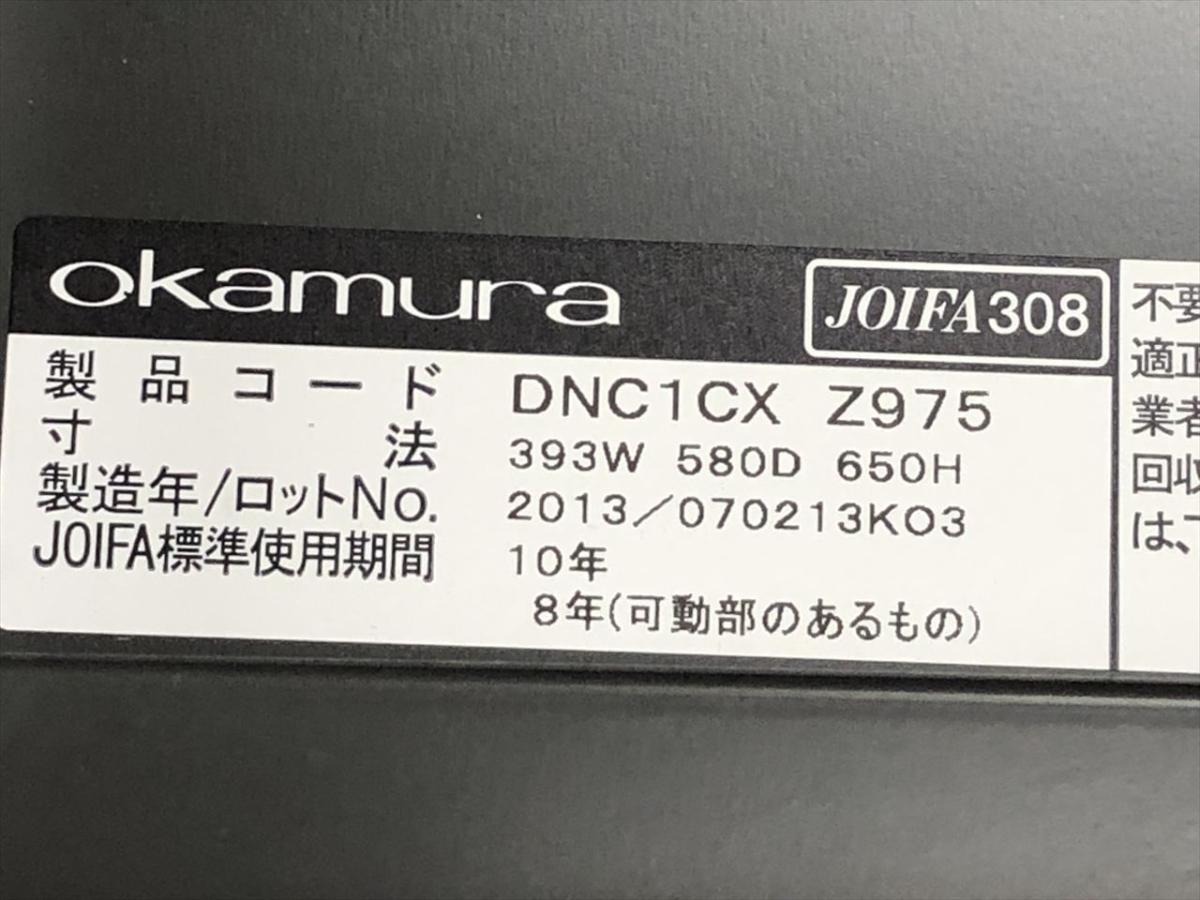 okamura
JOIFA308
製品コード DNC1CX Z975
寸法 393W 580D 650H
製造年/ロットNo. 2013/070213K03
JOIFA標準使用期間 10年
8年(可動部のあるもの)
不要
適正
業者
回収
は、